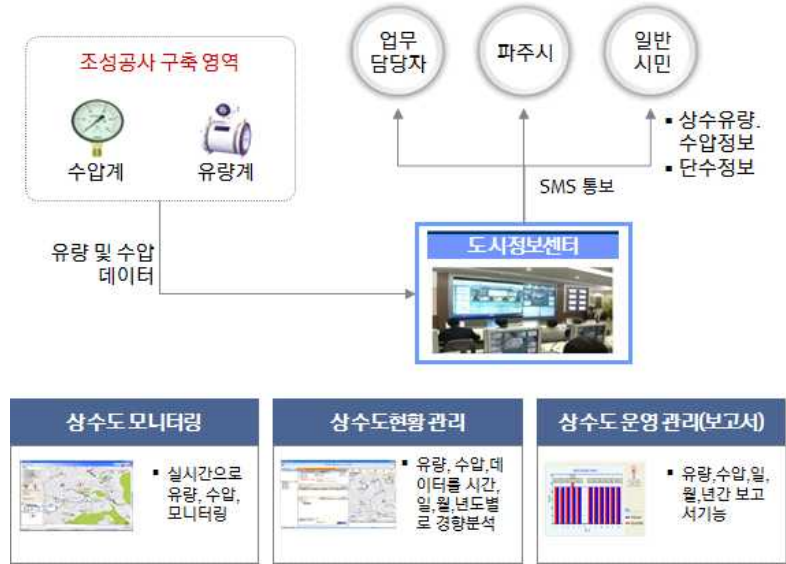 조성공사 구축 영역
수압계
유량계
업무
담당자
파주시
일반
시민
▪ 상수유량.
수압정보
▪ 단수정보
SMS 통보
유량 및 수압
데이터
도시정보센터
상수도 모니터링
▪ 실시간으로
유량, 수압,
모니터링
상수도현황 관리
▪ 유량, 수압,데
이터를 시간,
일,월,년도별
로 경향분석
상수도 운영 관리(보고서)
▪ 유량,수압,일,
월,년간 보고
서기능